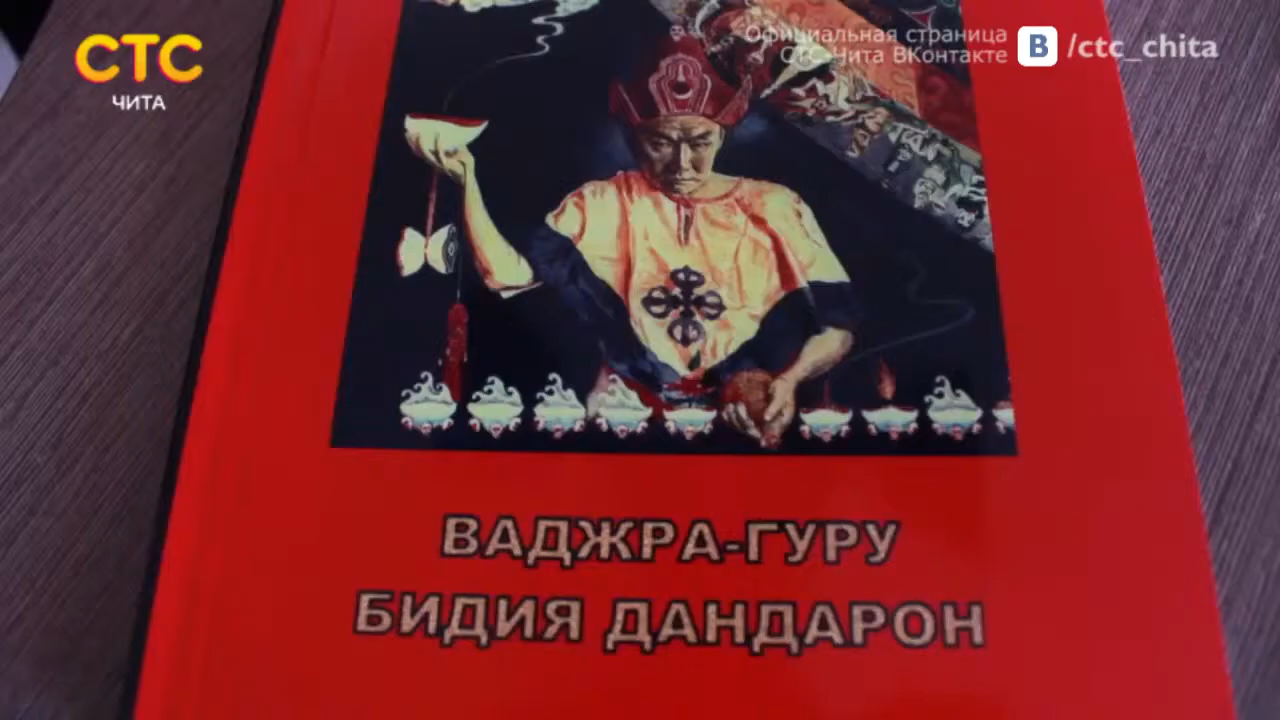 СТС
ЧИТА
Официальная страница
СТС-Чита ВКонтакте
В /ctc_chita
ВАДЖРА-ГУРУ
БИДИЯ ДАНДАРОН